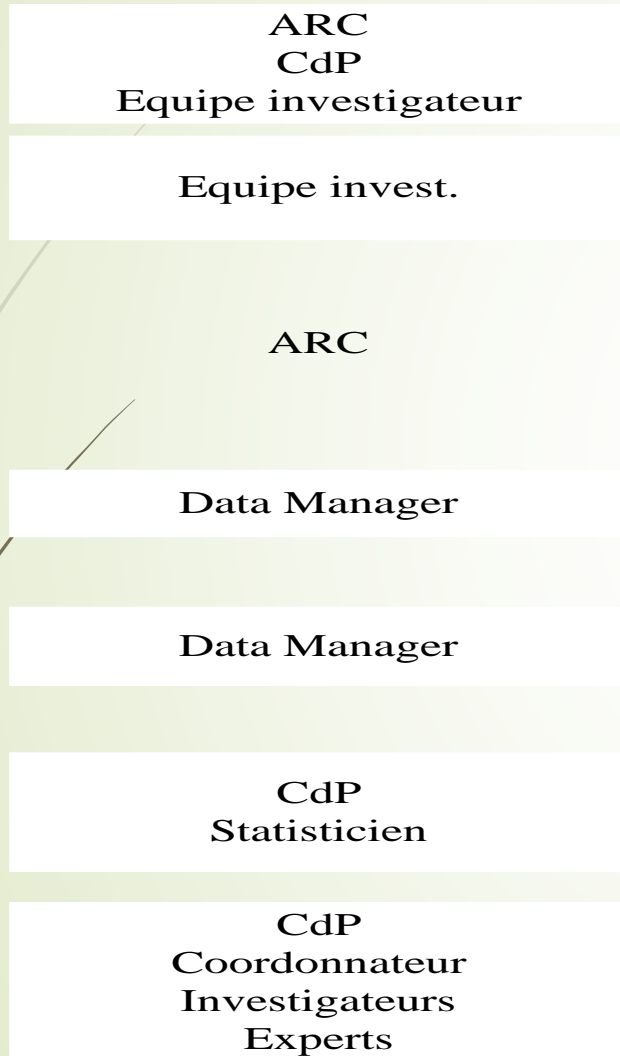 ARC
CdP
Equipe investigateur
Equipe invest.
ARC
Data Manager
Data Manager
CdP
Statisticien
CdP
Coordonnateur
Investigateurs
Experts